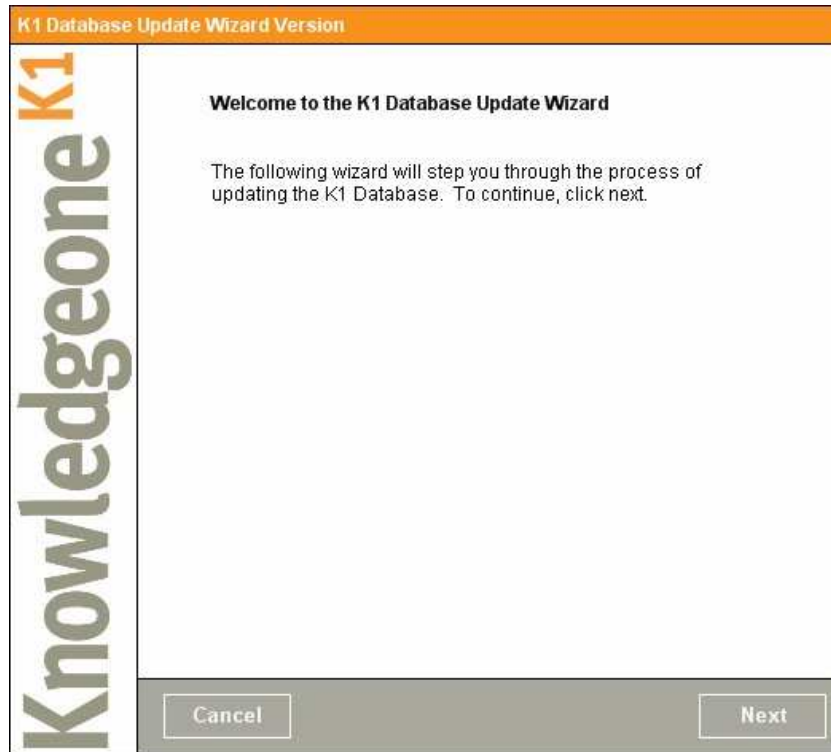 K1 Database Update Wizard Version
Knowledgeone K1
Welcome to the K1 Database Update Wizard
The following wizard will step you through the process of
updating the K1 Database. To continue, click next.
Cancel
Next